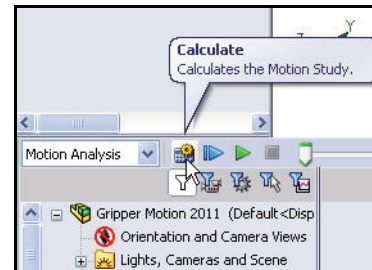 Y
Calculate
Calculates the Motion Study.
Motion Analysis
Gripper Motion 2011 (Default<Disp
Orientation and Camera Views
Lights, Cameras and Scene